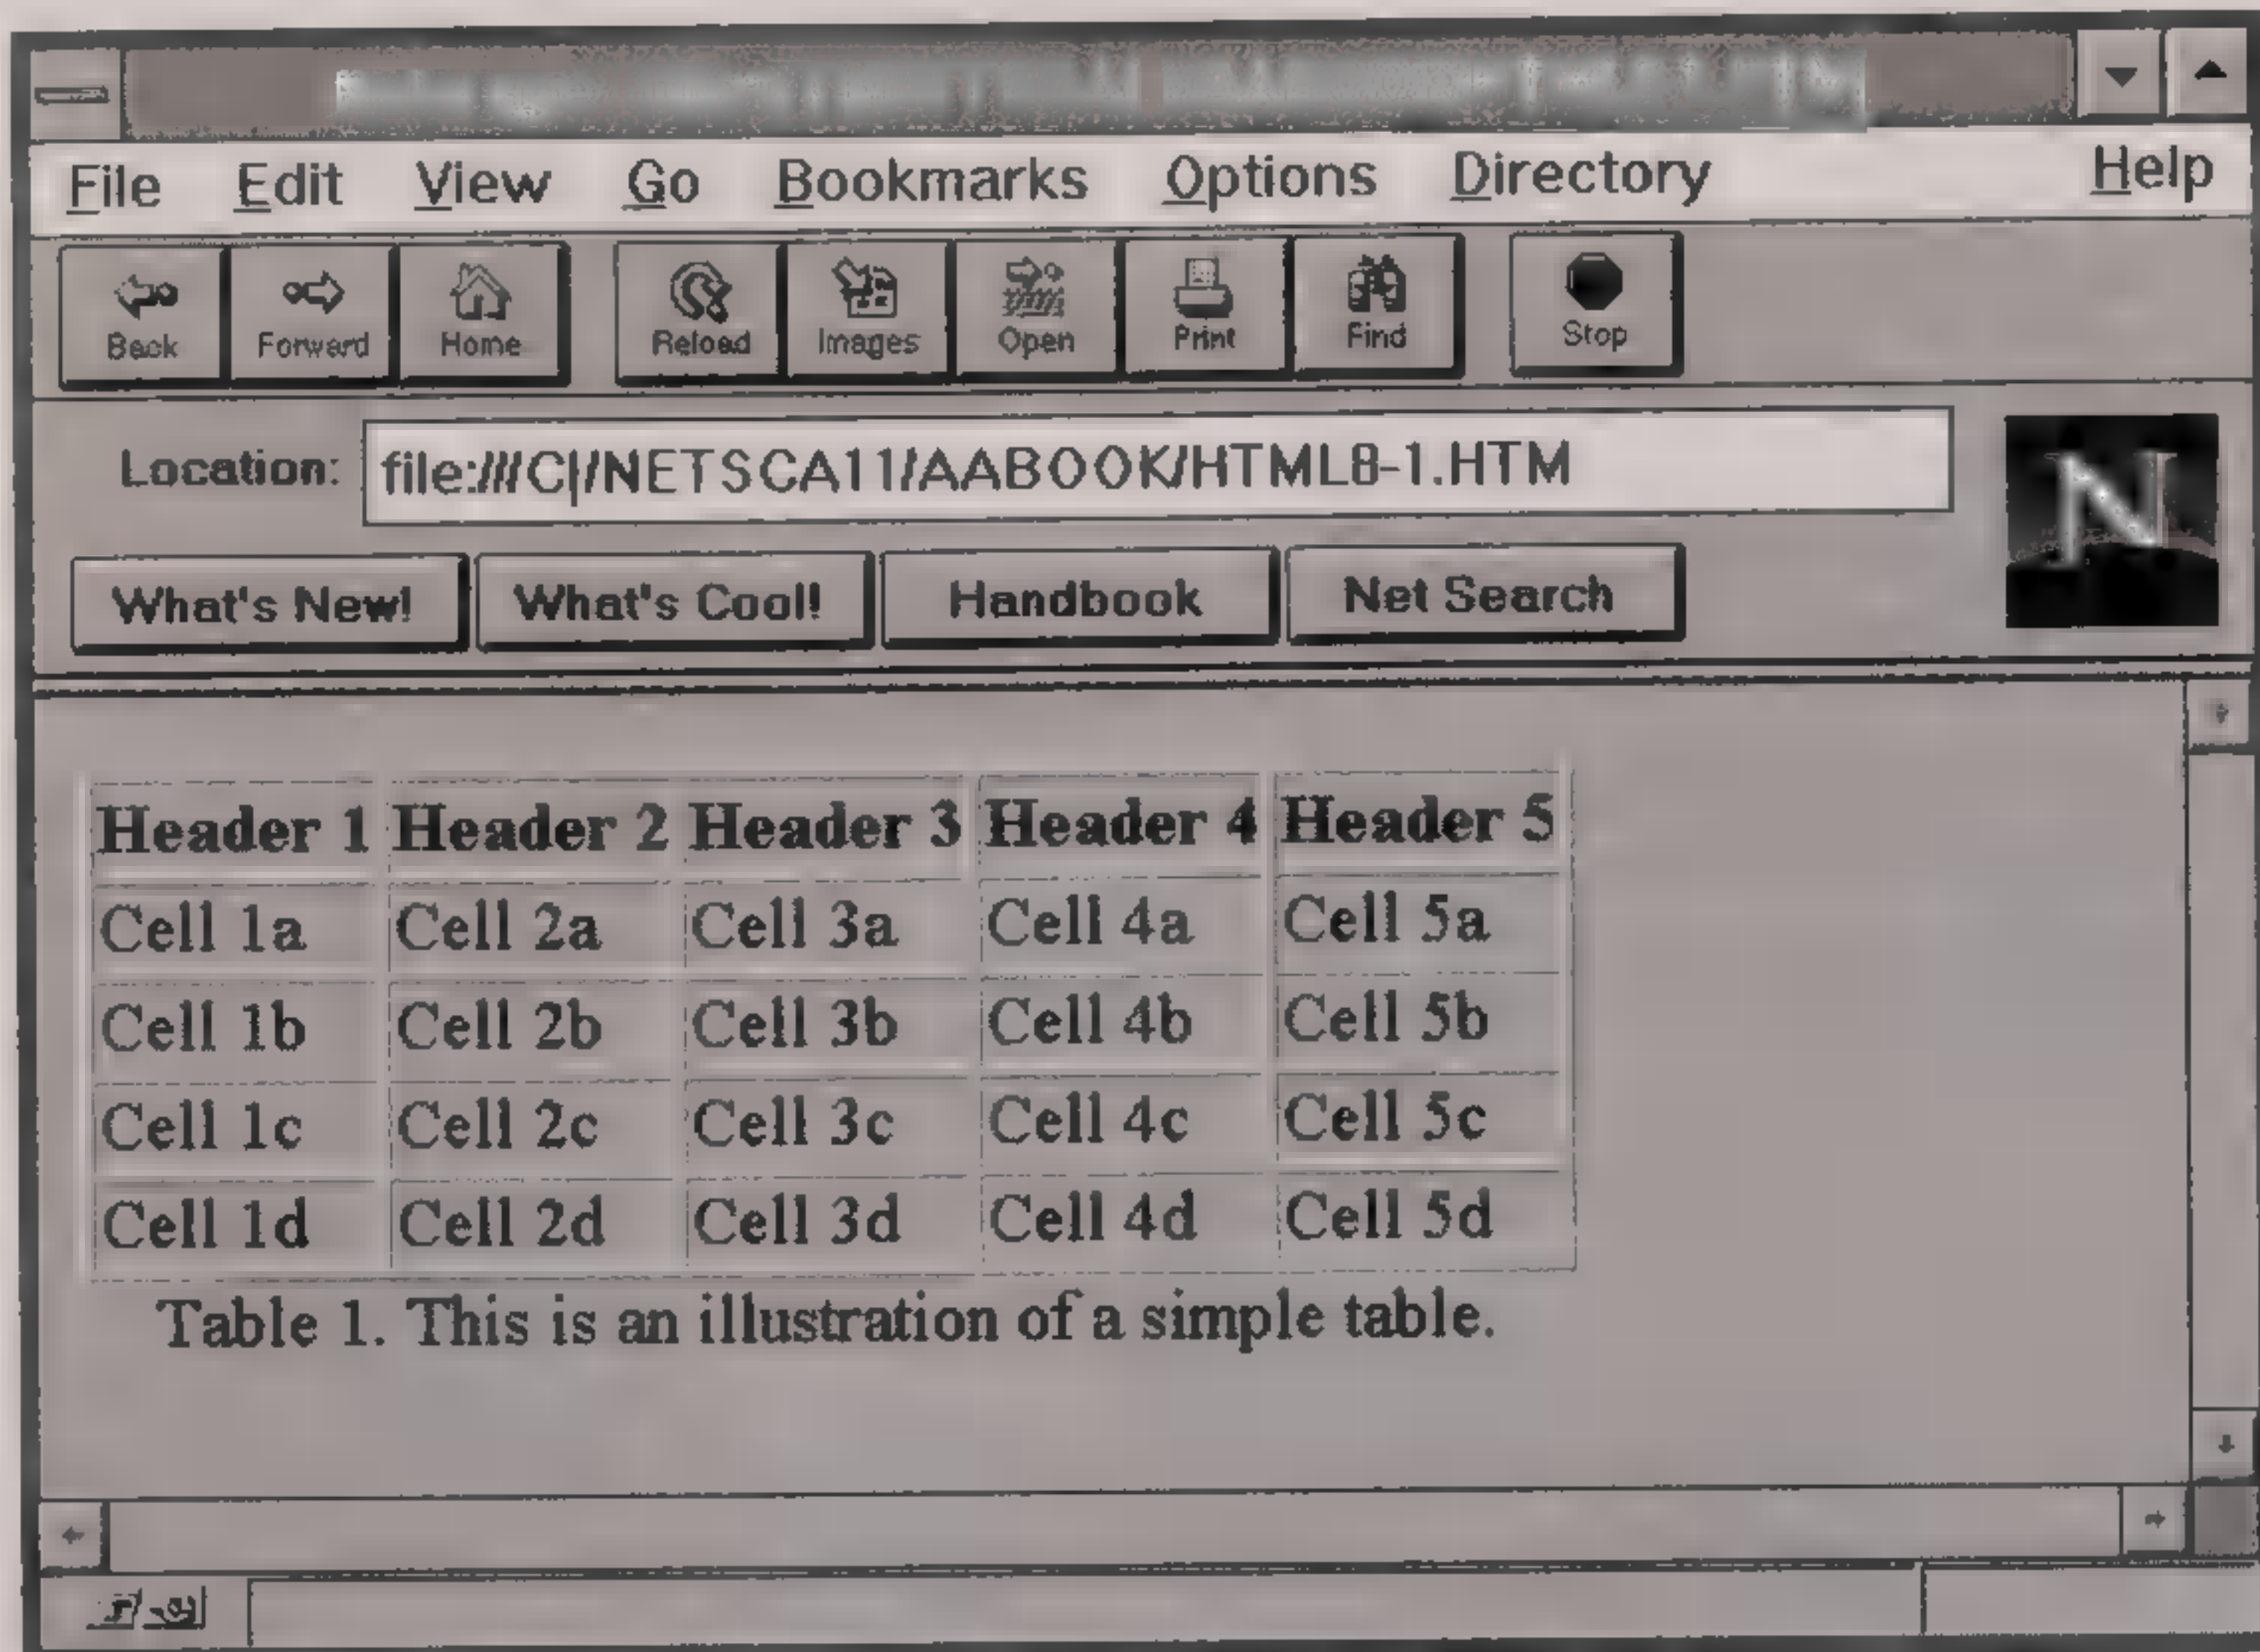 File Edit View Go Bookmarks Options Directory Help
Back Forward Home Reload Images Open Print Find Stop
Location: file:///C|/NETSCA11/AABOOK/HTML8-1.HTM
N
What's New! What's Cool! Handbook Net Search
Header 1 Header 2 Header 3 Header 4 Header 5
Cell 1a Cell 2a Cell 3a Cell 4a Cell 5a
Cell 1b Cell 2b Cell 3b Cell 4b Cell 5b
Cell 1c Cell 2c Cell 3c Cell 4c Cell 5c
Cell 1d Cell 2d Cell 3d Cell 4d Cell 5d
Table 1. This is an illustration of a simple table.